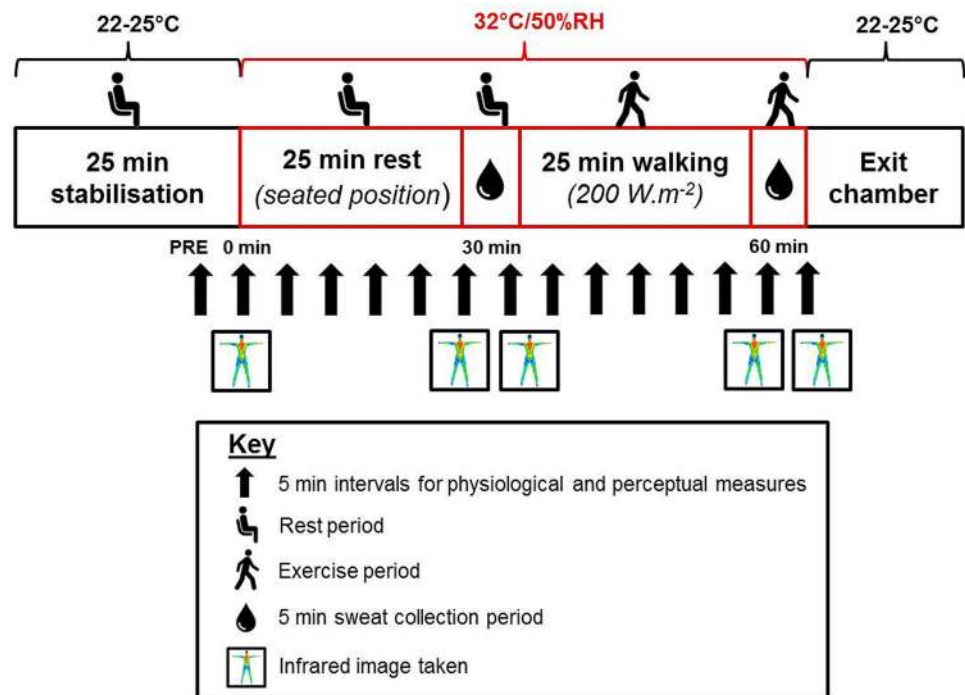 22-25°C
32°C/50%RH
22-25°C
25 min
stabilisation
25 min rest
(seated position)
25 min walking
(200 W.m-2)
Exit
chamber
PRE
0 min
30 min
60 min
Key
5 min intervals for physiological and perceptual measures
Rest period
Exercise period
5 min sweat collection period
Infrared image taken